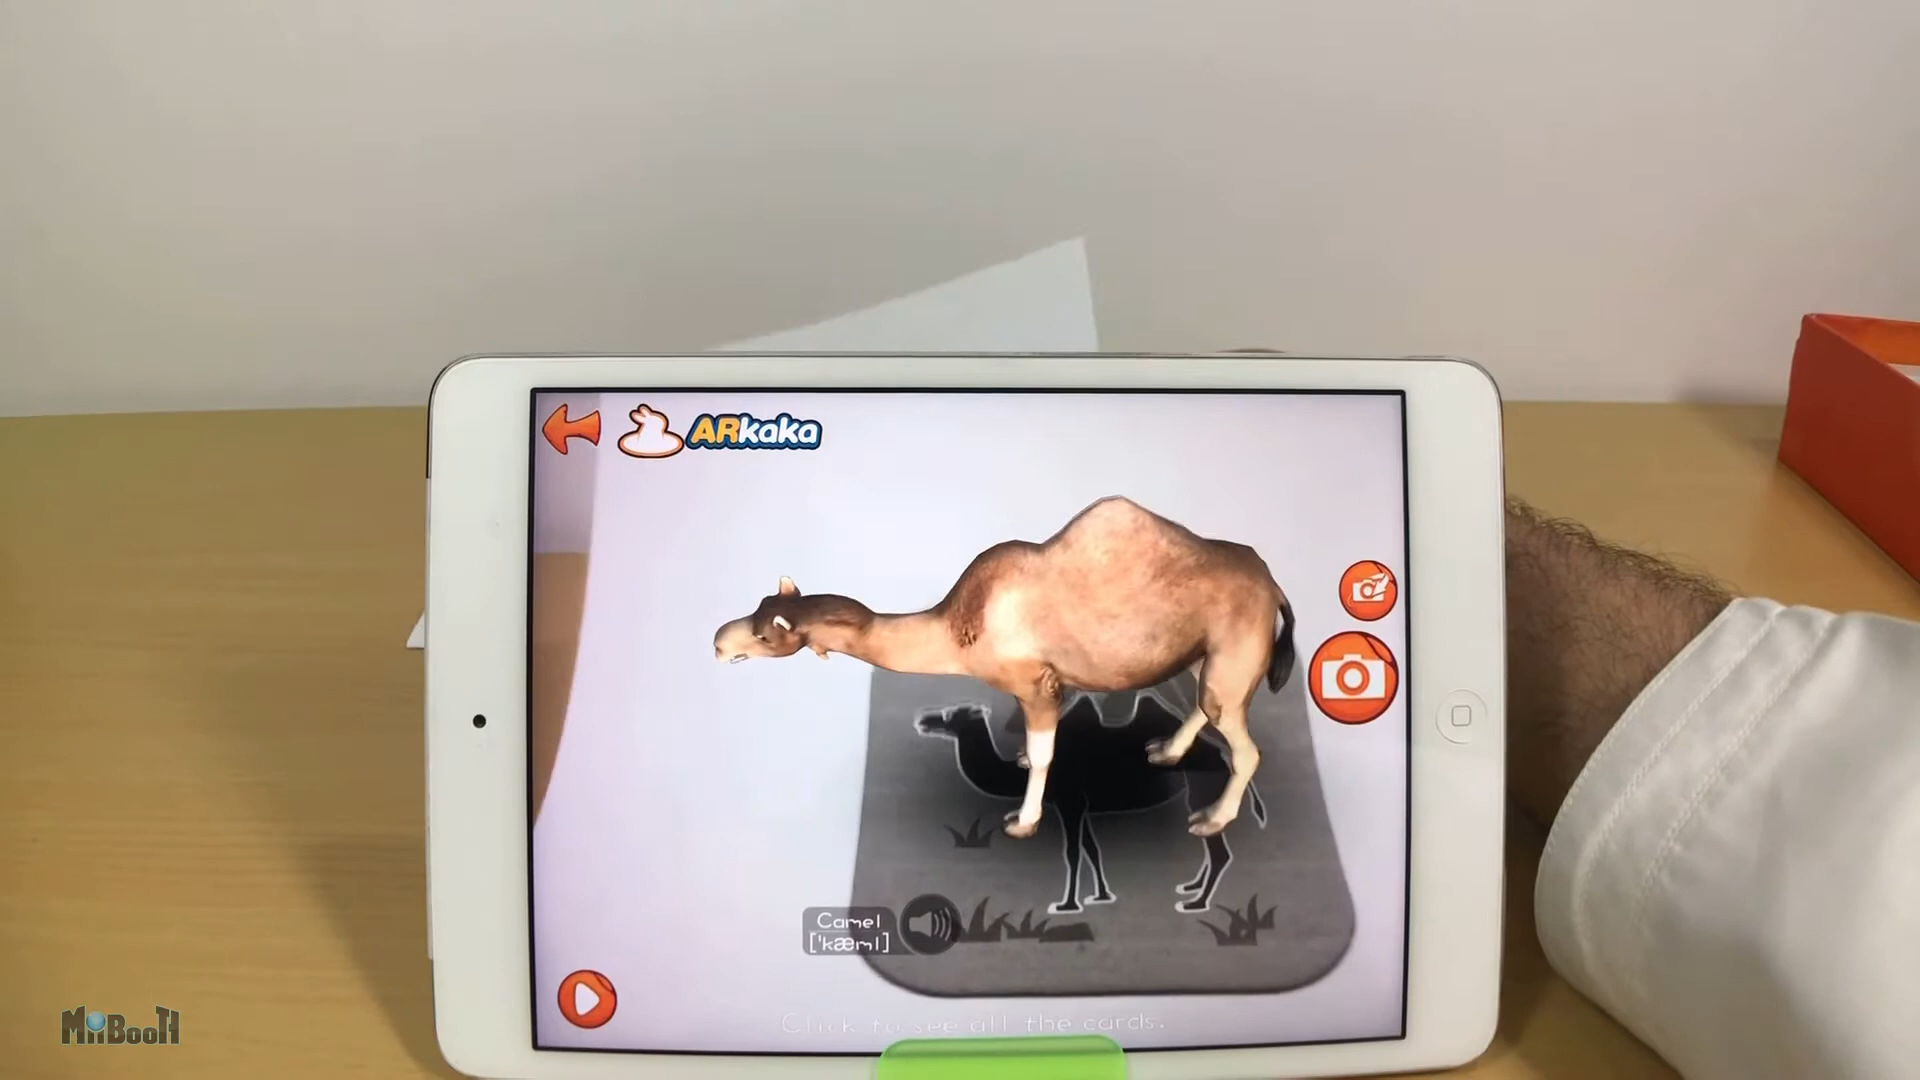 ARkaka
Camel
['kæml]
Click to see all the cards.
MiiBooTH